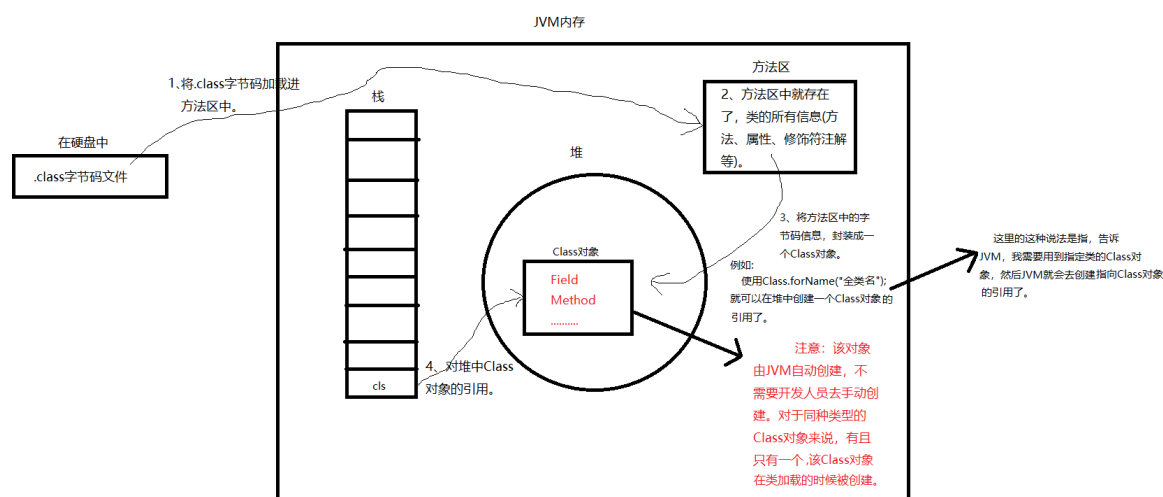 JVM内存
1、将.class字节码加载进
方法区中。
在硬盘中
.class字节码文件
栈
cls
堆
Class对象
Field
Method
..........
4、对堆中Class
对象的引用。
方法区
2、方法区中就存在
了，类的所有信息(方
法、属性、修饰符注解
等)。
3、将方法区中的字
节码信息，封装成一
个Class对象。
例如:
使用Class.forName("全类名");
就可以在堆中创建一个Class对象的
引用了。
注意：该对象
由JVM自动创建，不
需要开发人员去手动创
建。对于同种类型的
Class对象来说，有且
只有一个,该Class对象
在类加载的时候被创建。
这里的这种说法是指，告诉
JVM，我需要用到指定类的Class对
象，然后JVM就会去创建指向Class对象
的引用了。